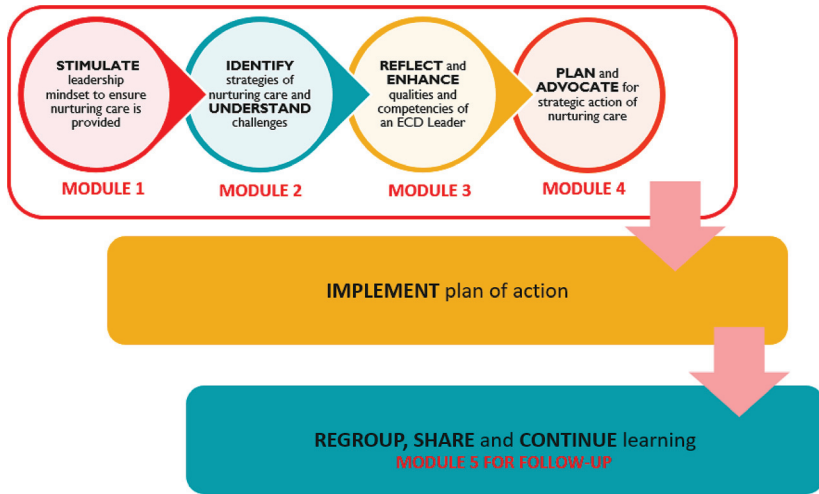 STIMULATE
leadership
mindset to ensure
nurturing care is
provided
MODULE 1
IDENTIFY
strategies of
nurturing care and
UNDERSTAND
challenges
MODULE 2
REFLECT and
ENHANCE
qualities and
competencies of
an ECD Leader
MODULE 3
PLAN and
ADVOCATE for
strategic action of
nurturing care
MODULE 4
IMPLEMENT plan of action
REGROUP, SHARE and CONTINUE learning
MODULE 5 FOR FOLLOW-UP